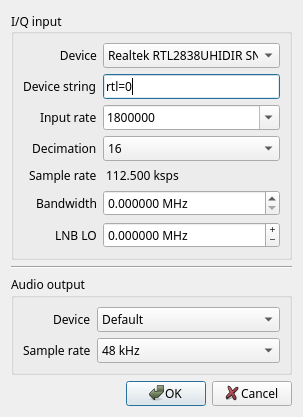 I/Q input
Device Realtek RTL2838UHIDIR SN
Device string rtl=0
Input rate 1800000
Decimation 16
Sample rate 112.500 ksps
Bandwidth 0.000000 MHz
LNB LO 0.000000 MHz
Audio output
Device Default
Sample rate 48 kHz
OK Cancel